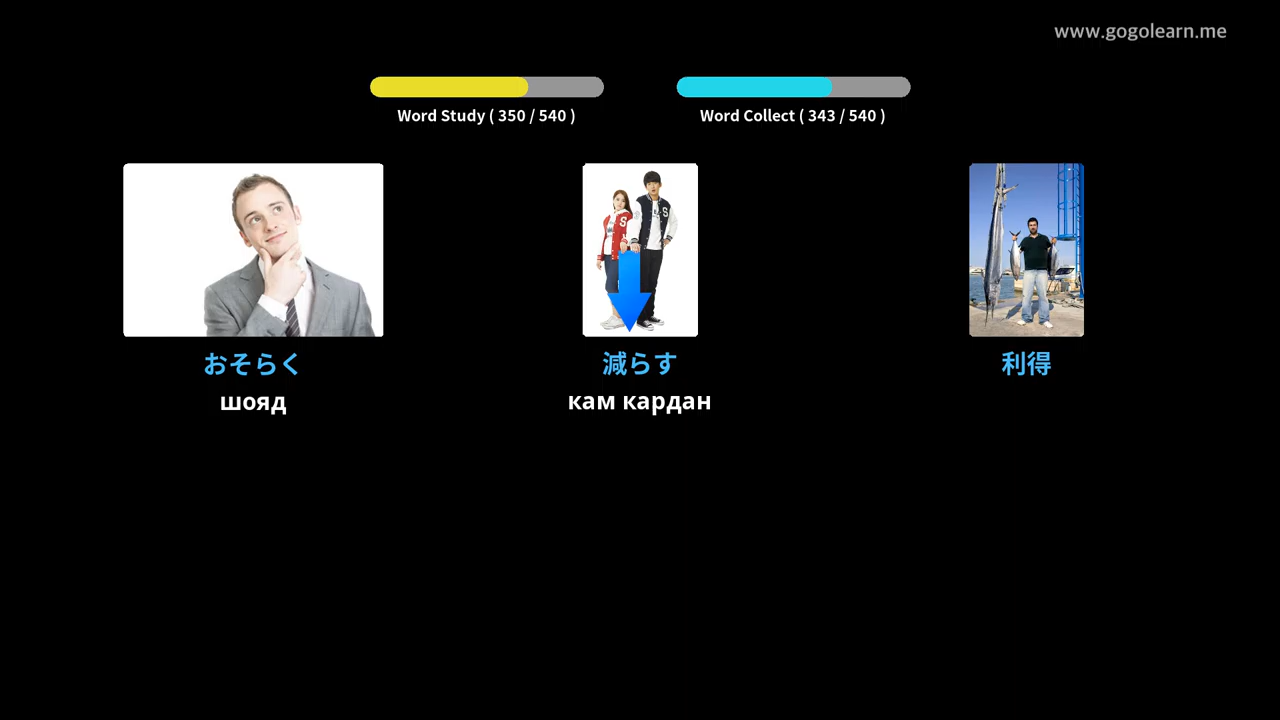 www.gogolearn.me
Word Study ( 350 / 540 )
Word Collect ( 343 / 540 )
おそらく
шояд
減らす
кам кардан
利得